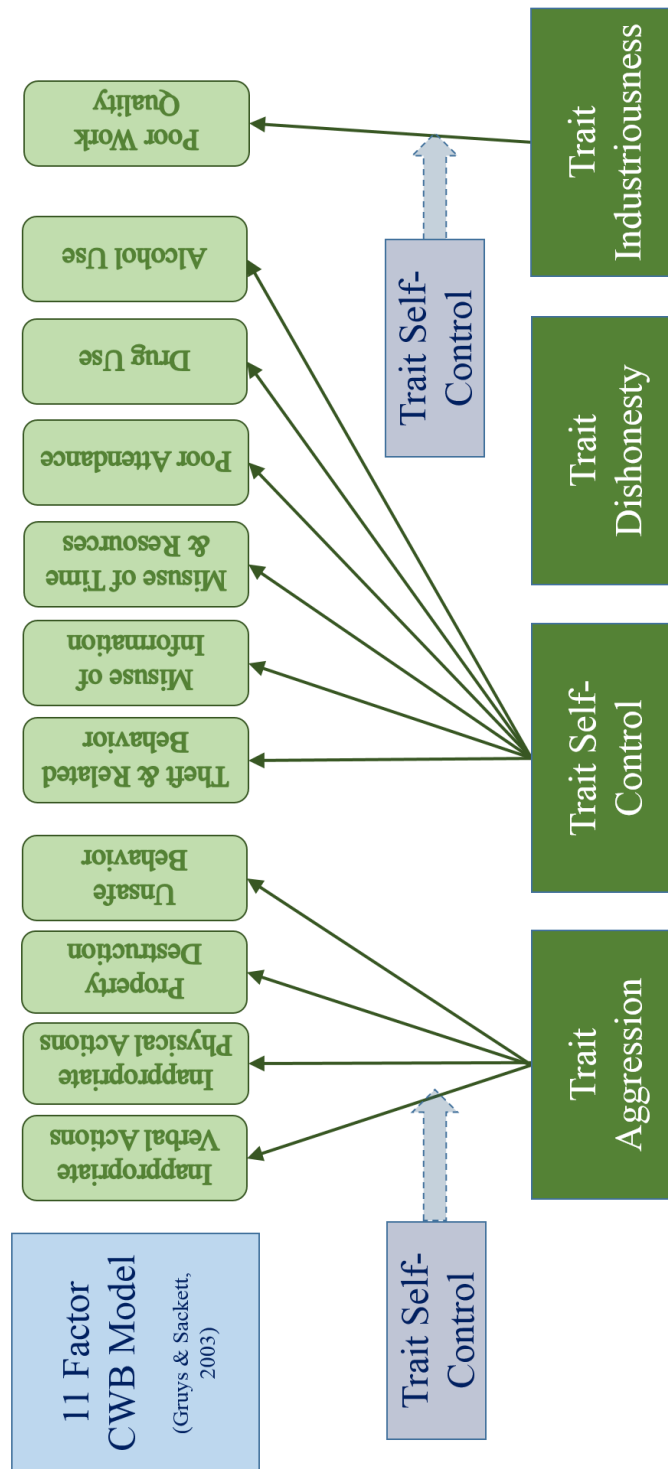 11 Factor
CWB Model
(Gruys & Sackett,
2003)
Inappropriate
Verbal Actions
Inappropriate
Physical Actions
Property
Destruction
Unsafe
Behavior
Theft & Related
Behavior
Misuse of
Information
Misuse of Time
& Resources
Poor Attendance
Drug Use
Alcohol Use
Poor Work
Quality
Trait Self-
Control
Trait Self-
Control
Trait
Aggression
Trait Self-
Control
Trait
Dishonesty
Trait
Industriousness